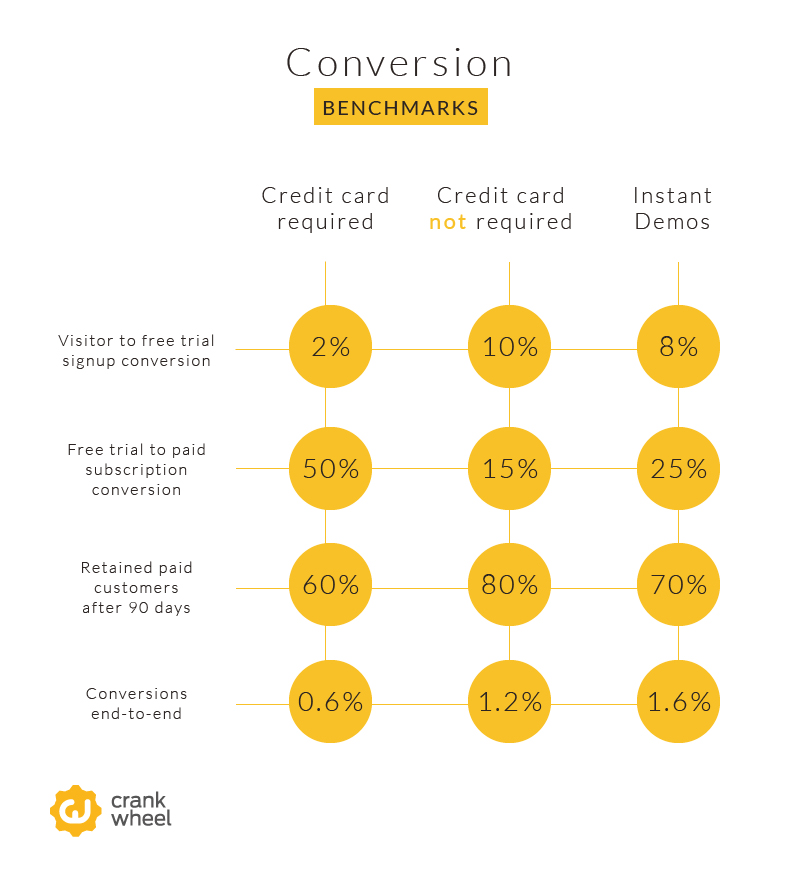 Conversion
BENCHMARKS
Credit card
required
Credit card
not required
Instant
Demos
Visitor to free trial
signup conversion
2%
10%
8%
Free trial to paid
subscription
conversion
50%
15%
25%
Retained paid
customers
after 90 days
60%
80%
70%
Conversions
end-to-end
0.6%
1.2%
1.6%
crank
wheel